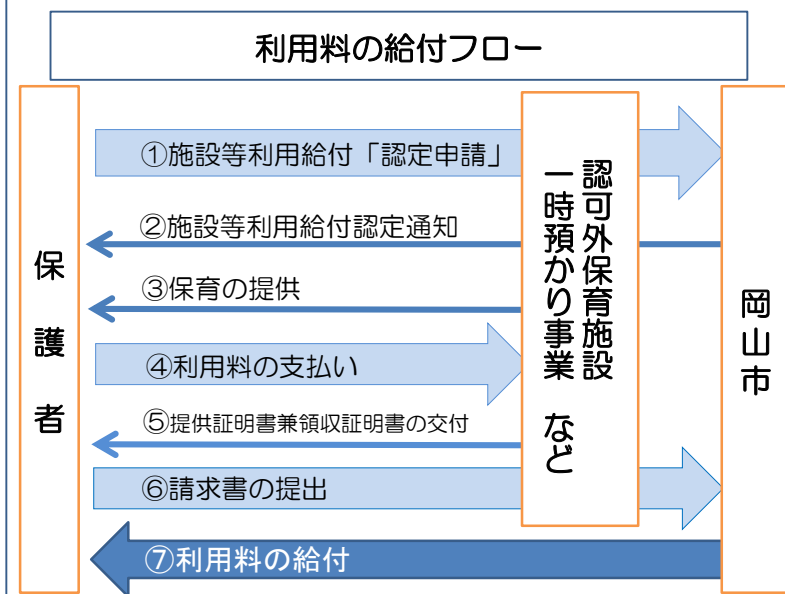 利用料の給付フロー
保護者
①施設等利用給付「認定申請」
②施設等利用給付認定通知
③保育の提供
④利用料の支払い
⑤提供証明書兼領収証明書の交付
⑥請求書の提出
⑦利用料の給付
認可外保育施設
一時預かり事業 など
岡山市